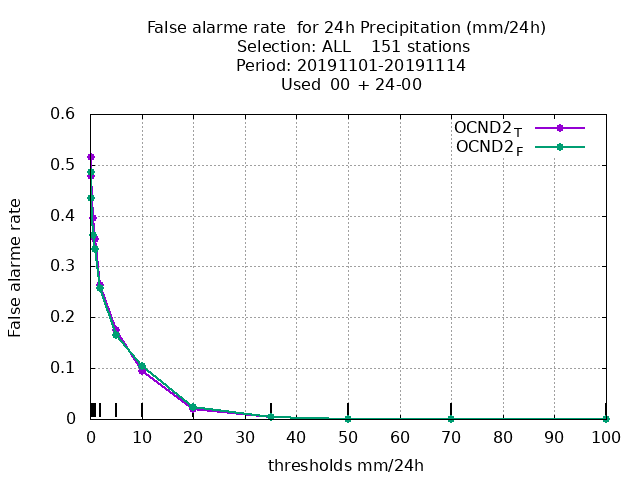 False alarme rate  for 24h Precipitation (mm/24h)
Selection: ALL    151 stations
Period: 20191101-20191114
Used  00 + 24-00
OCND2T
OCND2F
False alarme rate
0.6
0.5
0.4
0.3
0.2
0.1
0
0 10 20 30 40 50 60 70 80 90 100
thresholds mm/24h